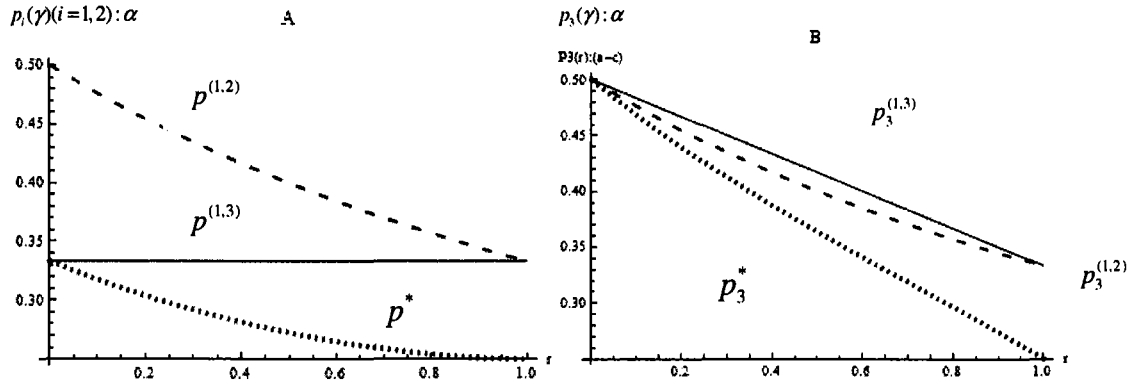 p_i(γ)(i=1,2):α
A
0.50
0.45
0.40
0.35
0.30
p^(1,2)
p^(1,3)
p^*
0.2
0.4
0.6
0.8
1.0
r
p_3(γ):α
B
p3(r):(a-c)
0.50
0.45
0.40
0.35
0.30
p_3^(1,3)
p_3^(1,2)
p_3^*
0.2
0.4
0.6
0.8
1.0
r